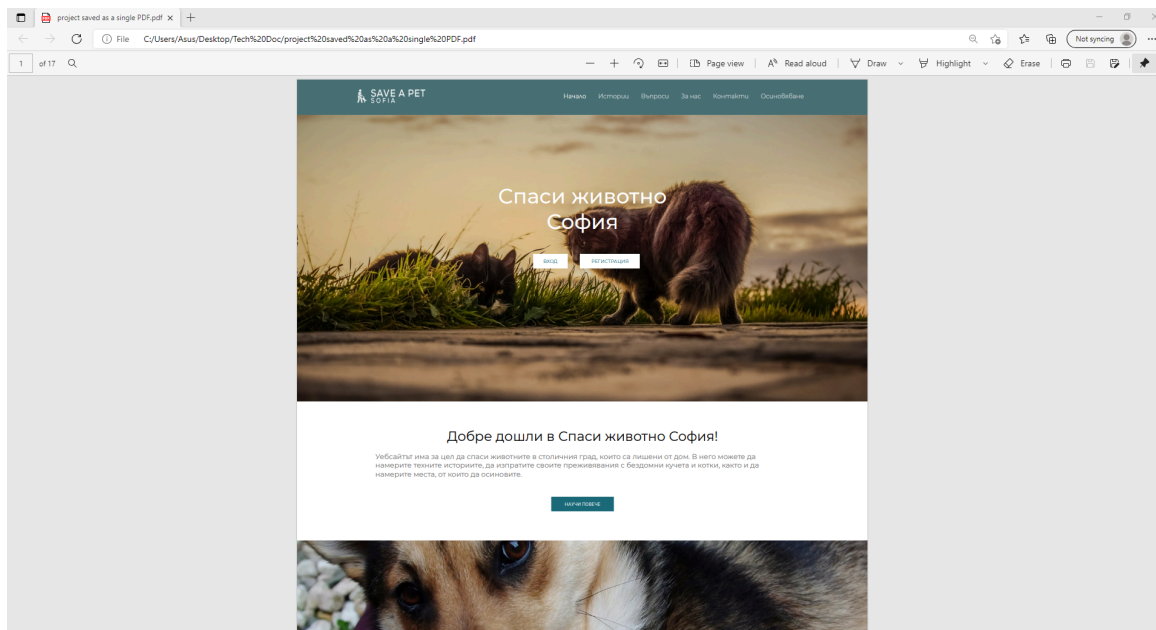 project saved as a single PDF.pdf
File C:/Users/Asus/Desktop/Tech%20Doc/project%20saved%20as%20a%20single%20PDF.pdf
Not syncing
1 of 17
Page view
Read aloud
Draw
Highlight
Erase
SAVE A PET
SOFIA
Начало Истории Въпроси За нас Контакти Осиновяване
Спаси животно
София
ВХОД
РЕГИСТРАЦИЯ
Добре дошли в Спаси животно София!
Уебсайтът има за цел да спаси животните в столичния град, които са лишени от дом. В него можете да
намерите техните историите, да изпратите своите преживявания с бездомни кучета и котки, както и да
намерите места, от които да осиновите.
НАУЧИ ПОВЕЧЕ